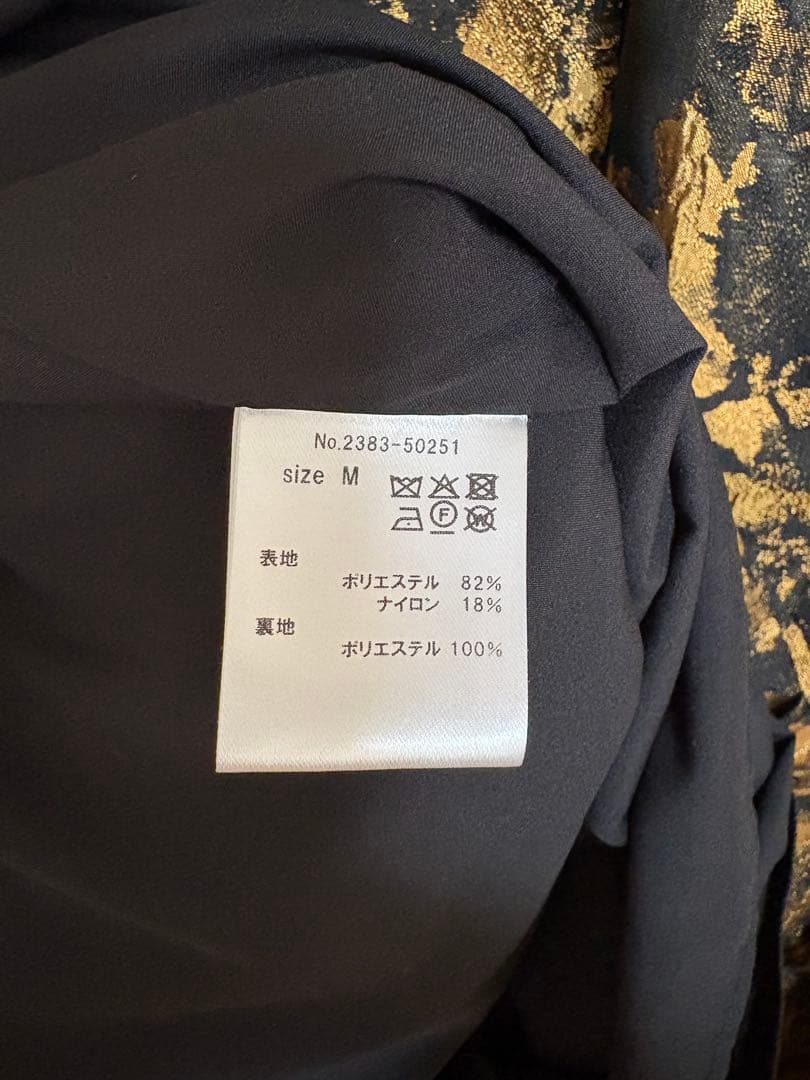 No.2383-50251
size M
F
W
表地
ポリエステル 82%
ナイロン 18%
裏地
ポリエステル 100%